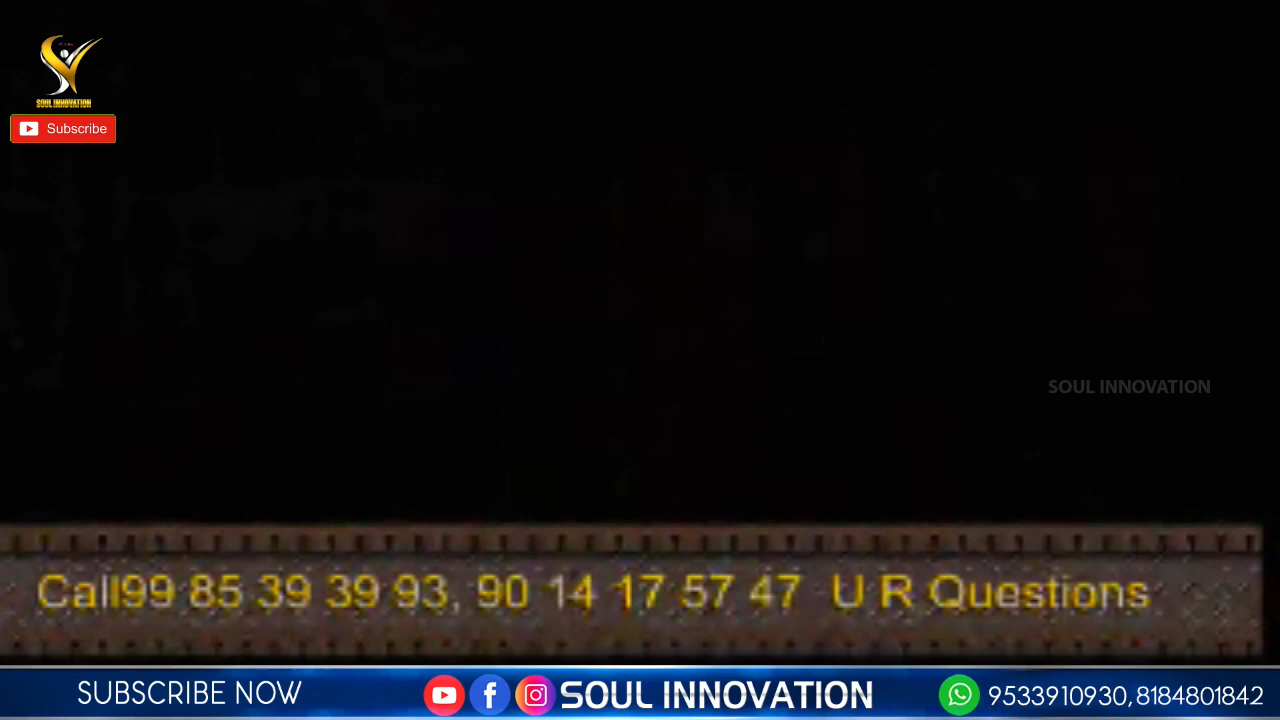 SOUL INNOVATION
Subscribe
SOUL INNOVATION
Call99 85 39 39 93, 90 14 17 57 47 U R Questions
SUBSCRIBE NOW
SOUL INNOVATION
9533910930, 8184801842